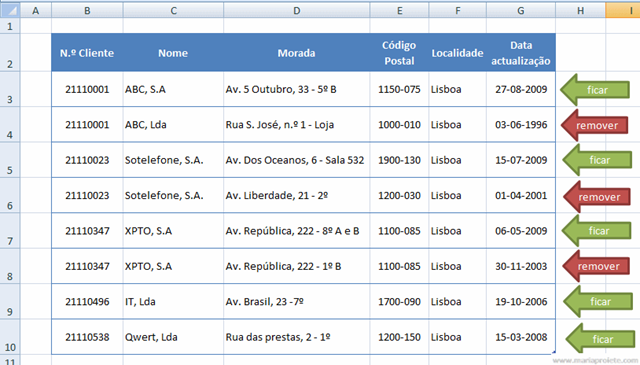 A B C D E F G H I
1
2 N.º Cliente Nome Morada Código Postal Localidade Data actualização
3 21110001 ABC, S.A Av. 5 Outubro, 33 - 5º B 1150-075 Lisboa 27-08-2009 ficar
4 21110001 ABC, Lda Rua S. José, n.º 1 - Loja 1000-010 Lisboa 03-06-1996 remover
5 21110023 Sotelefone, S.A. Av. Dos Oceanos, 6 - Sala 532 1900-130 Lisboa 15-07-2009 ficar
6 21110023 Sotelefone, S.A. Av. Liberdade, 21 - 2º 1200-030 Lisboa 01-04-2001 remover
7 21110347 XPTO, S.A Av. República, 222 - 8º A e B 1100-085 Lisboa 06-05-2009 ficar
8 21110347 XPTO, S.A Av. República, 222 - 1º B 1100-085 Lisboa 30-11-2003 remover
9 21110496 IT, Lda Av. Brasil, 23 -7º 1700-090 Lisboa 19-10-2006 ficar
10 21110538 Qwert, Lda Rua das prestas, 2 - 1º 1200-150 Lisboa 15-03-2008 ficar
11